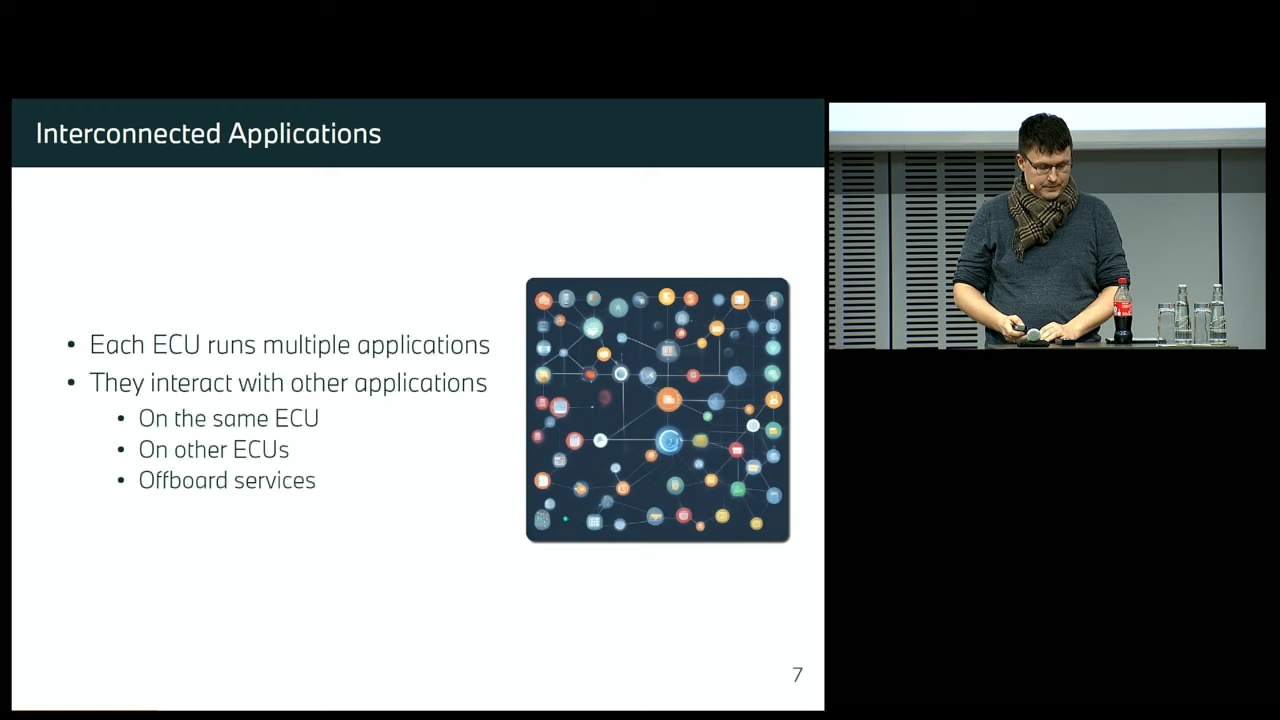 Interconnected Applications
• Each ECU runs multiple applications
• They interact with other applications
• On the same ECU
• On other ECUs
• Offboard services
7